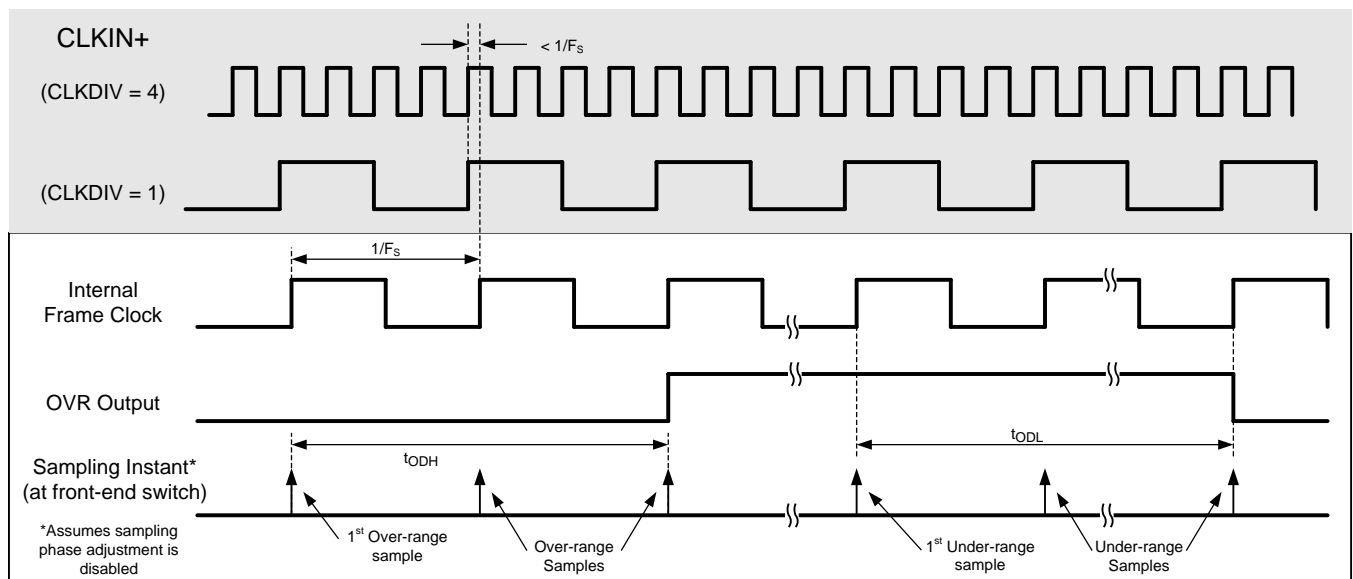 CLKIN+
< 1/FS
(CLKDIV = 4)
(CLKDIV = 1)
1/FS
Internal
Frame Clock
OVR Output
tODH
tODL
Sampling Instant*
(at front-end switch)
*Assumes sampling
phase adjustment is
disabled
1st Over-range
sample
Over-range
Samples
1st Under-range
sample
Under-range
Samples